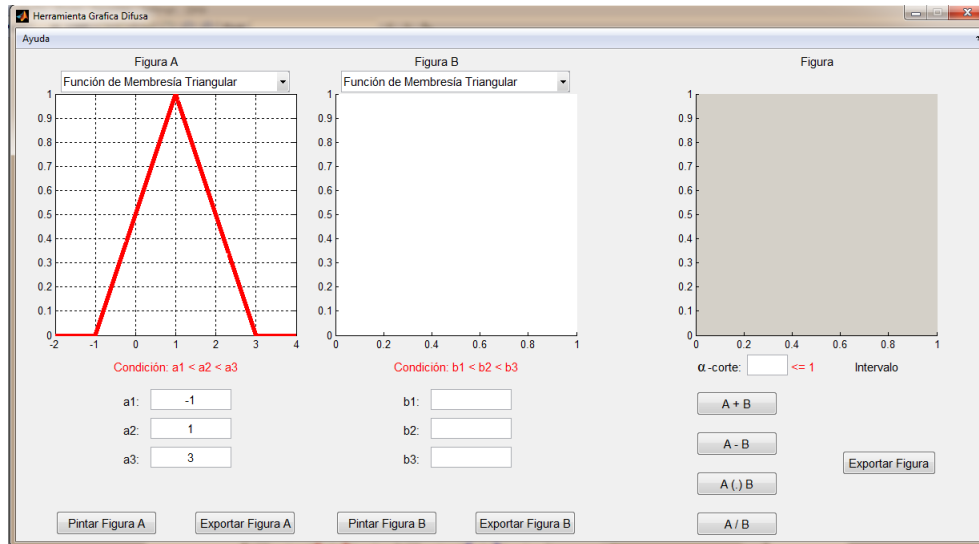 Herramienta Grafica Difusa
Ayuda
Figura A
Función de Membresía Triangular
1
0.9
0.8
0.7
0.6
0.5
0.4
0.3
0.2
0.1
0
-2 -1 0 1 2 3 4
Condición: a1 < a2 < a3
a1: -1
a2: 1
a3: 3
Pintar Figura A
Exportar Figura A
Figura B
Función de Membresía Triangular
1
0.9
0.8
0.7
0.6
0.5
0.4
0.3
0.2
0.1
0
0 0.2 0.4 0.6 0.8 1
Condición: b1 < b2 < b3
b1:
b2:
b3:
Pintar Figura B
Exportar Figura B
Figura
1
0.9
0.8
0.7
0.6
0.5
0.4
0.3
0.2
0.1
0
0 0.2 0.4 0.6 0.8 1
α -corte: <= 1 Intervalo
A + B
A - B
A (.) B
A / B
Exportar Figura